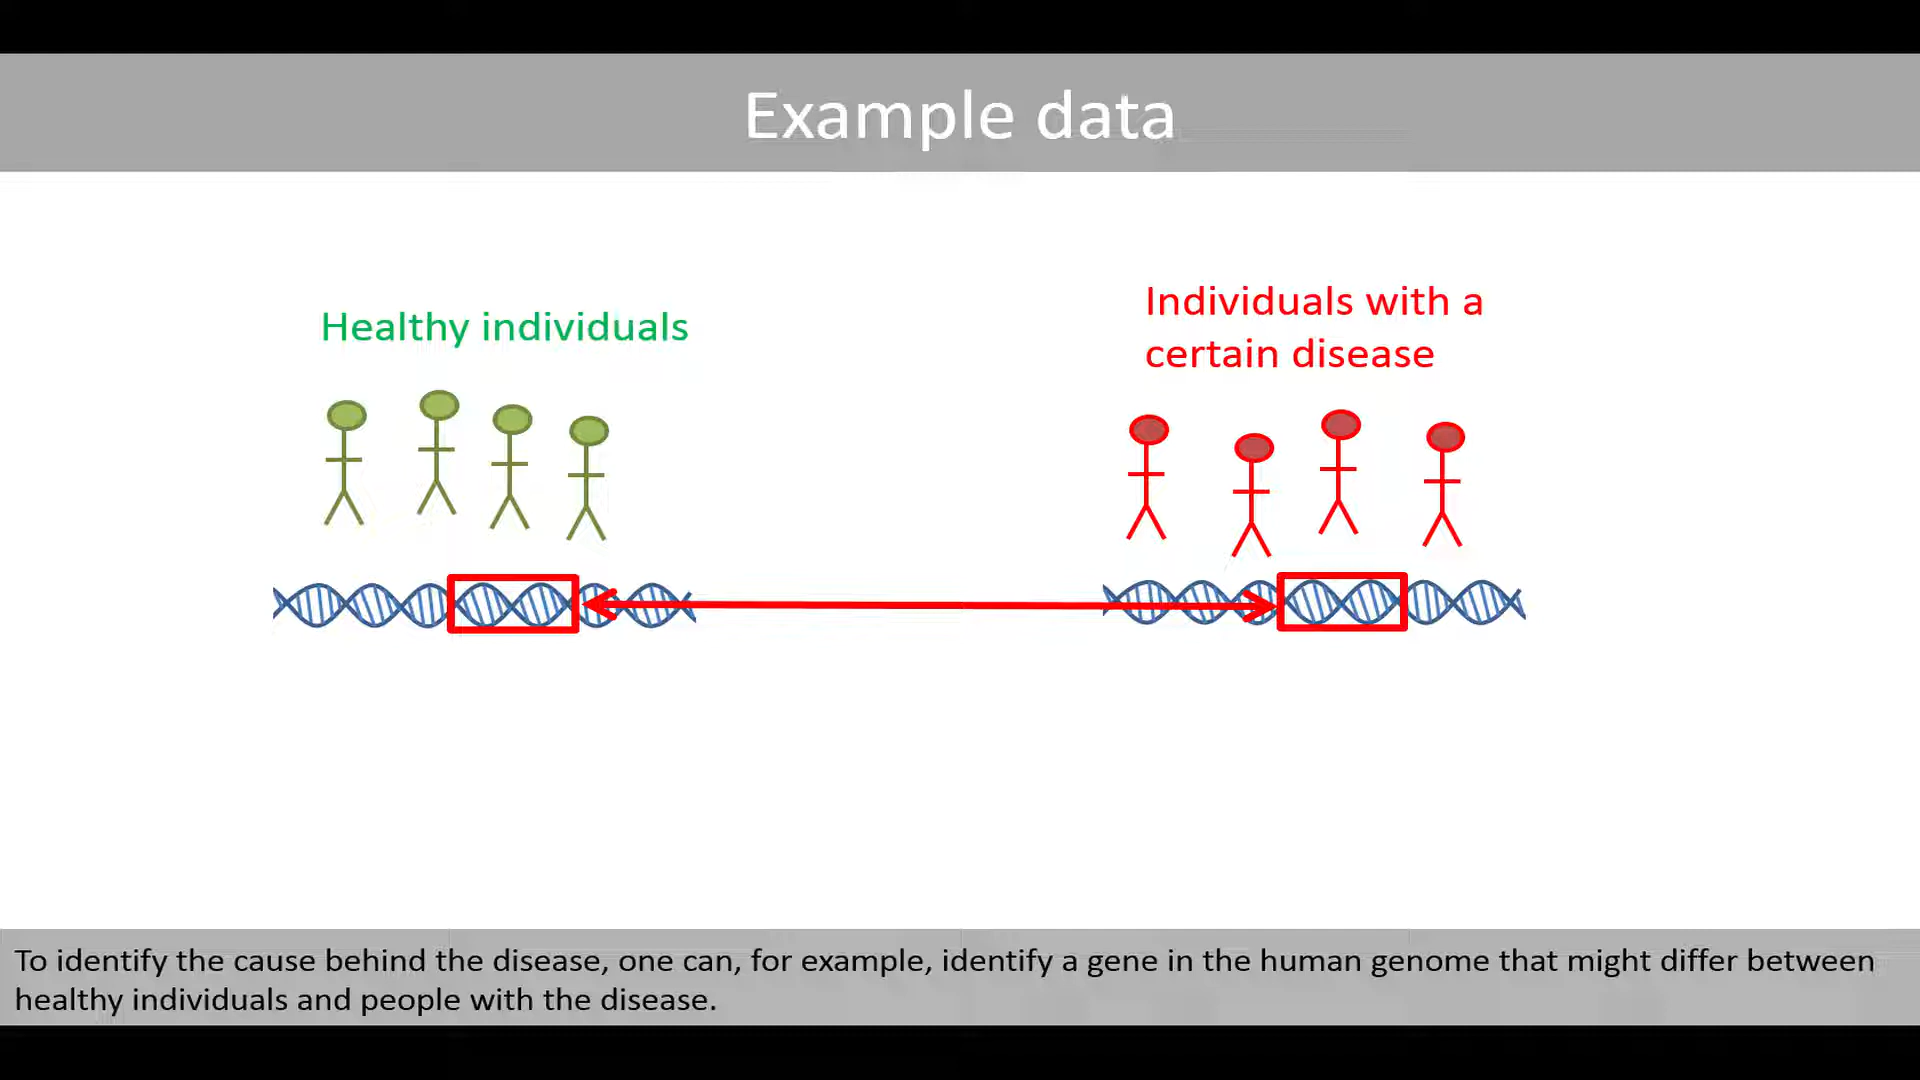 Example data
Healthy individuals
Individuals with a
certain disease
To identify the cause behind the disease, one can, for example, identify a gene in the human genome that might differ between
healthy individuals and people with the disease.